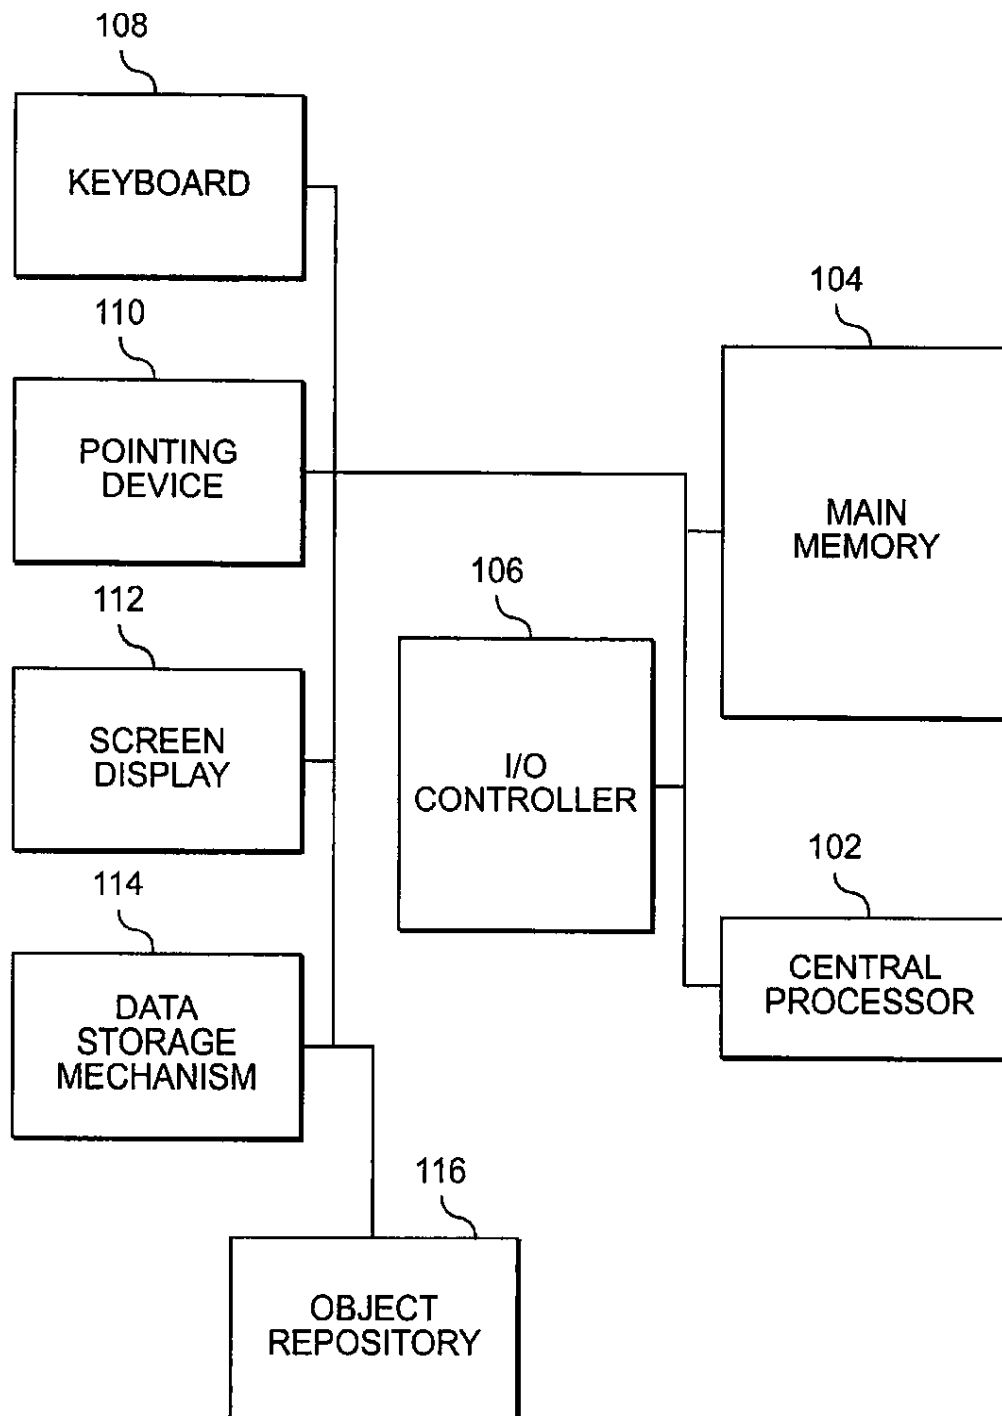 108
KEYBOARD
110
POINTING
DEVICE
112
SCREEN
DISPLAY
114
DATA
STORAGE
MECHANISM
116
OBJECT
REPOSITORY
106
I/O
CONTROLLER
104
MAIN
MEMORY
102
CENTRAL
PROCESSOR